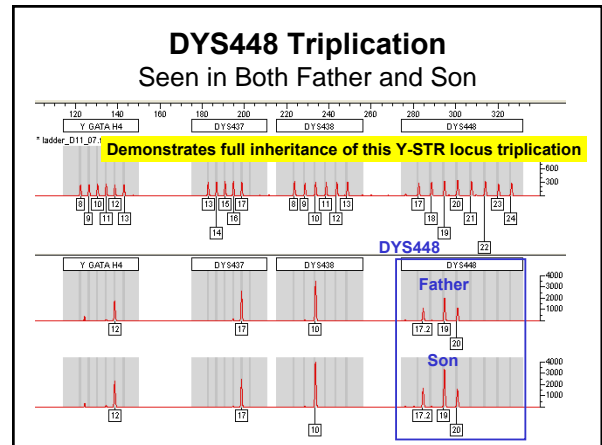 DYS448 Triplication
Seen in Both Father and Son
120 140 160 180 200 220 240 260 280 300 320
Y GATA H4 DYS437 DYS438 DYS448
* ladder_D11_07.
Demonstrates full inheritance of this Y-STR locus triplication
600
300
8 10 12 13 15 17 8 9 11 13 17 20 23
9 11 13 16 10 12 18 21 24
14 19
DYS448 22
Y GATA H4 DYS437 DYS438 DYS448
Father
4000
3000
2000
1000
12 17 10 17.2 19
20
Son
4000
3000
2000
1000
12 17 17.2 19
10 20